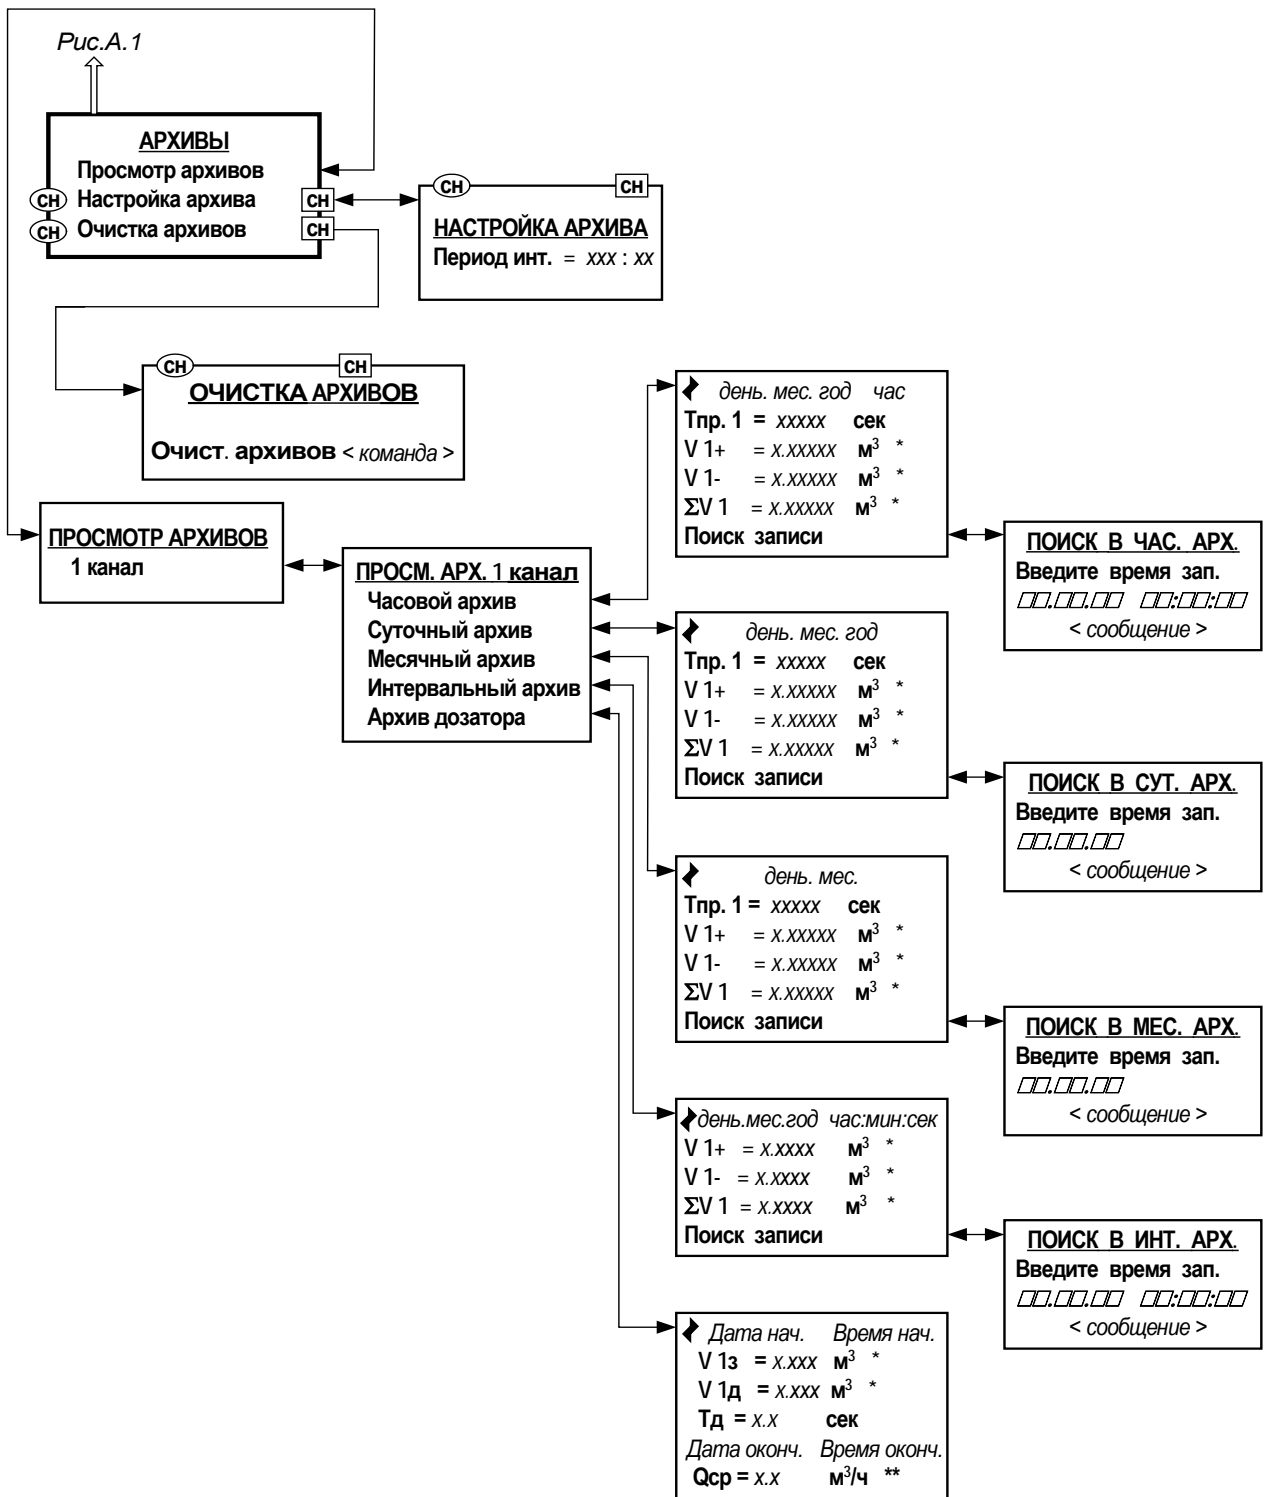 Рис.А.1
АРХИВЫ
Просмотр архивов
СН Настройка архива СН
СН Очистка архивов СН
СН СН
НАСТРОЙКА АРХИВА
Период инт. = xxx : xx
СН СН
ОЧИСТКА АРХИВОВ
Очист. архивов < команда >
ПРОСМОТР АРХИВОВ
1 канал
ПРОСМ. АРХ. 1 канал
Часовой архив
Суточный архив
Месячный архив
Интервальный архив
Архив дозатора
день. мес. год час
Тпр. 1 = xxxxx сек
V 1+ = x.xxxxx м³ *
V 1- = x.xxxxx м³ *
ΣV 1 = x.xxxxx м³ *
Поиск записи
ПОИСК В ЧАС. АРХ.
Введите время зап.
□□.□□.□□ □□:□□:□□
< сообщение >
день. мес. год
Тпр. 1 = xxxxx сек
V 1+ = x.xxxxx м³ *
V 1- = x.xxxxx м³ *
ΣV 1 = x.xxxxx м³ *
Поиск записи
ПОИСК В СУТ. АРХ.
Введите время зап.
□□.□□.□□
< сообщение >
день. мес.
Тпр. 1 = xxxxx сек
V 1+ = x.xxxxx м³ *
V 1- = x.xxxxx м³ *
ΣV 1 = x.xxxxx м³ *
Поиск записи
ПОИСК В МЕС. АРХ.
Введите время зап.
□□.□□.□□
< сообщение >
день.мес.год час:мин:сек
V 1+ = x.xxxx м³ *
V 1- = x.xxxx м³ *
ΣV 1 = x.xxxx м³ *
Поиск записи
ПОИСК В ИНТ. АРХ.
Введите время зап.
□□.□□.□□ □□:□□:□□
< сообщение >
Дата нач. Время нач.
V 1з = x.xxx м³ *
V 1д = x.xxx м³ *
Тд = x.x сек
Дата оконч. Время оконч.
Qср = x.x м³/ч **